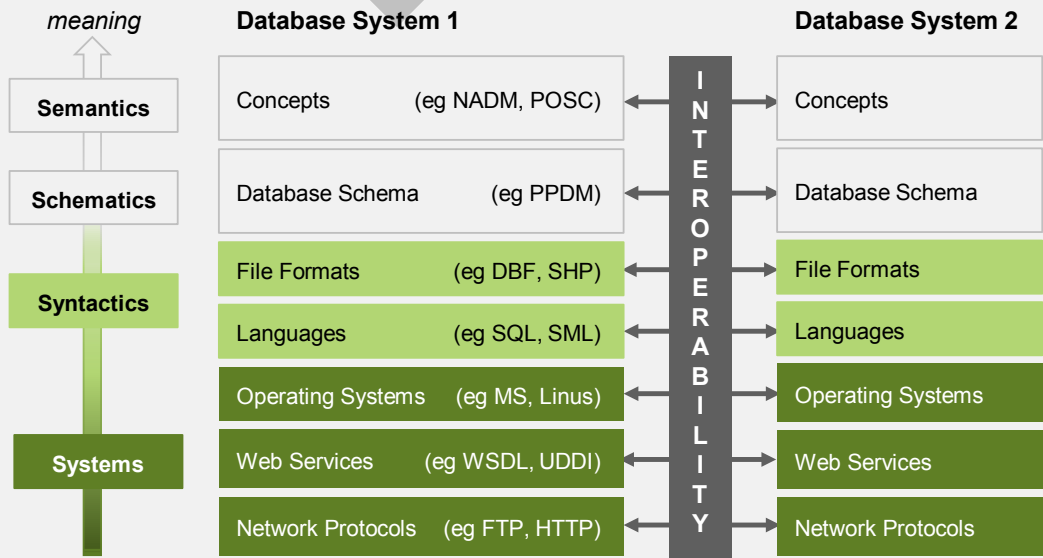 meaning
Database System 1
Database System 2
Semantics
Concepts (eg NADM, POSC)
Concepts
Schematics
Database Schema (eg PPDM)
Database Schema
Syntactics
File Formats (eg DBF, SHP)
File Formats
Languages (eg SQL, SML)
Languages
Systems
Operating Systems (eg MS, Linus)
Operating Systems
Web Services (eg WSDL, UDDI)
Web Services
Network Protocols (eg FTP, HTTP)
Network Protocols
INTEROPERABILITY